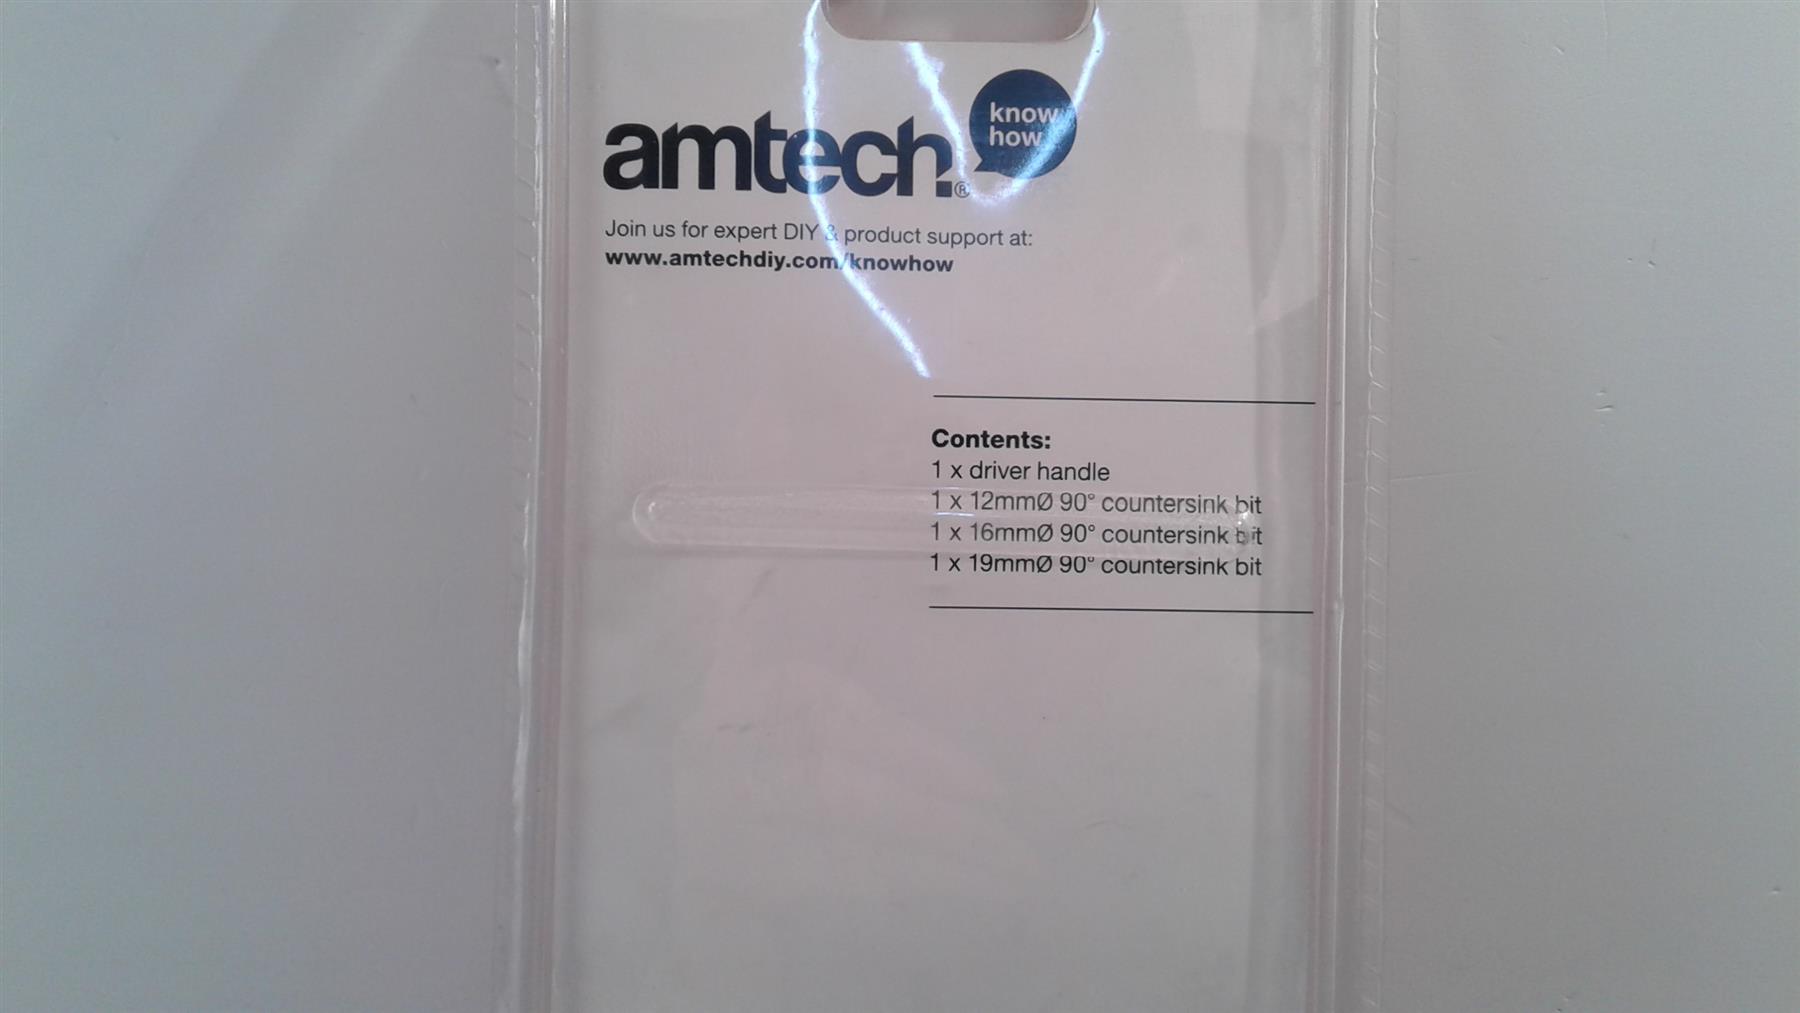 amtech®
know
how
Join us for expert DIY & product support at:
www.amtechdiy.com/knowhow
Contents:
1 x driver handle
1 x 12mmØ 90° countersink bit
1 x 16mmØ 90° countersink bit
1 x 19mmØ 90° countersink bit